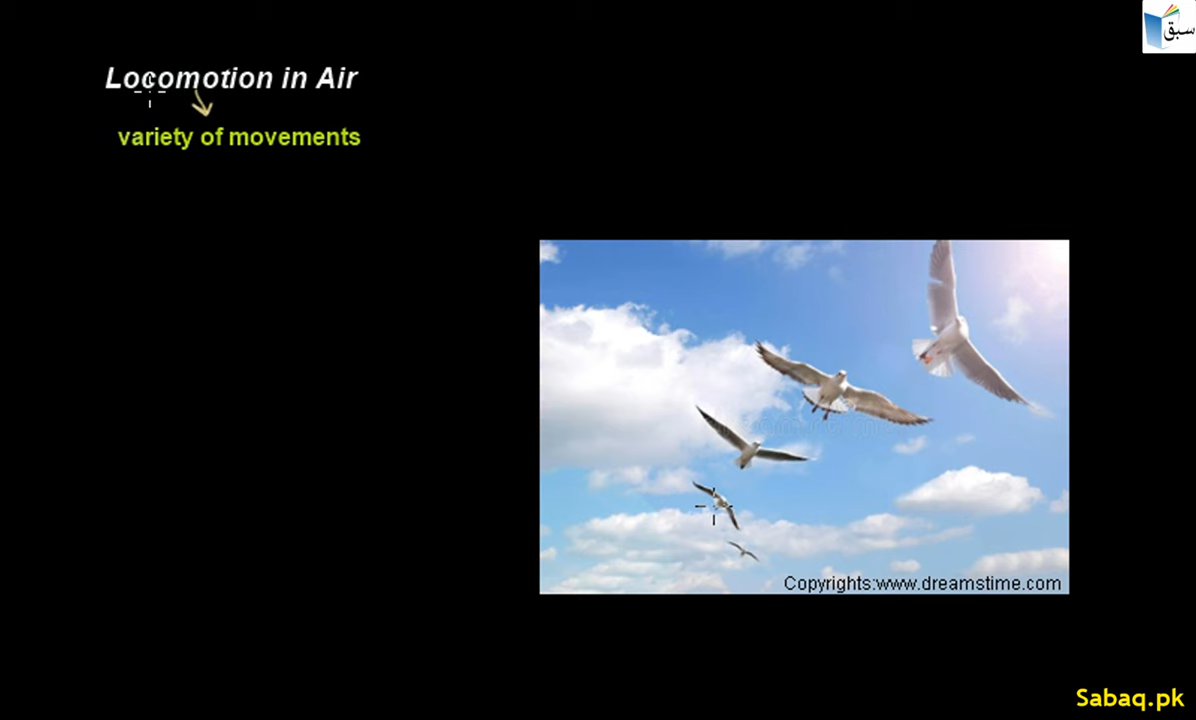 سبق
Locomotion in Air
variety of movements
Copyrights:www.dreamstime.com
Sabaq.pk